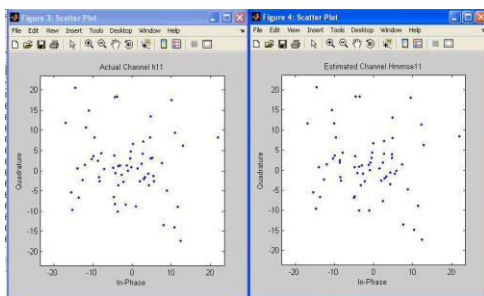 Figure 3: Scatter Plot
File Edit View Insert Tools Desktop Window Help
Actual Channel h11
20
15
10
5
0
-5
-10
-15
-20
Quadrature
-20 -10 0 10 20
In-Phase
Figure 4: Scatter Plot
File Edit View Insert Tools Desktop Window Help
Estimated Channel Hmmse11
20
15
10
5
0
-5
-10
-15
-20
Quadrature
-20 -10 0 10 20
In-Phase